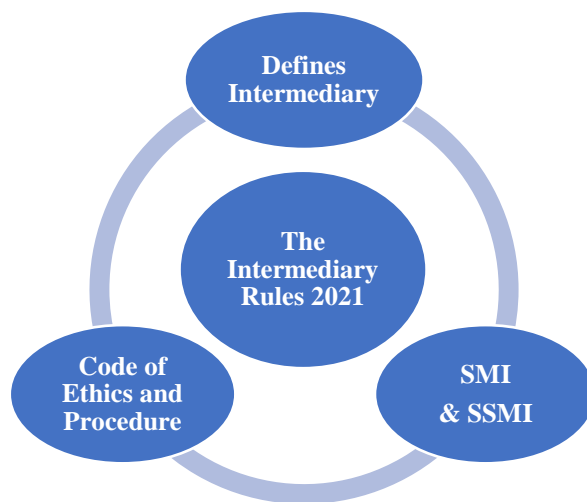 Defines
Intermediary
The
Intermediary
Rules 2021
Code of
Ethics and
Procedure
SMI
& SSMI